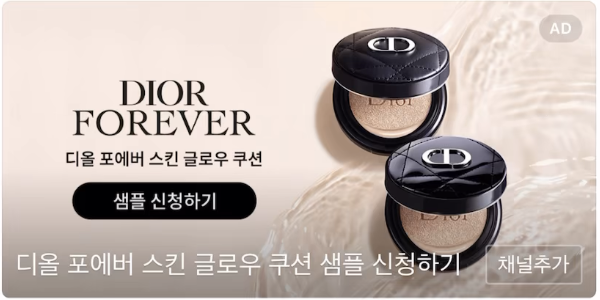 AD
DIOR
FOREVER
디올 포에버 스킨 글로우 쿠션
샘플 신청하기
Dior
Dior
디올 포에버 스킨 글로우 쿠션 샘플 신청하기
채널추가